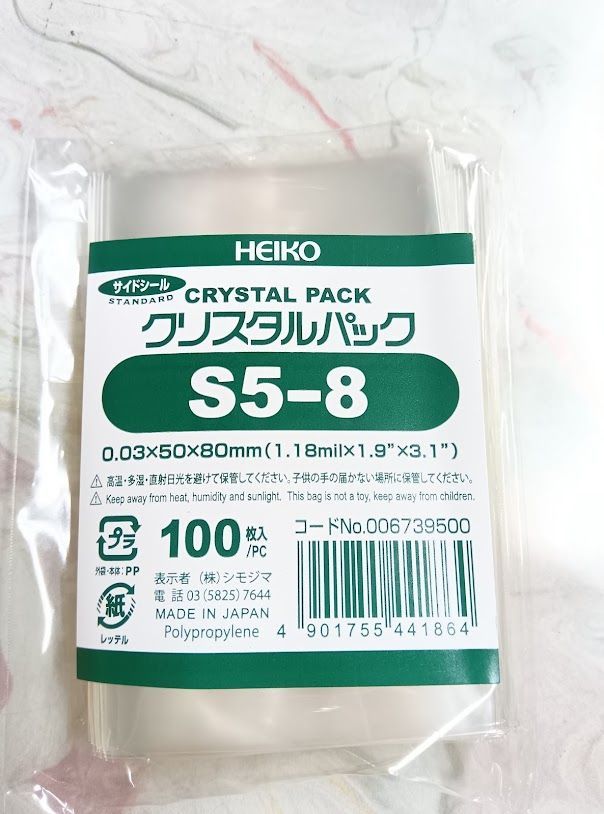 HEIKO
サイドシール
STANDARD
CRYSTAL PACK
クリスタルパック
S5-8
0.03×50×80mm(1.18mil×1.9"×3.1")
⚠ 高温・多湿・直射日光を避けて保管してください。子供の手の届かない場所に保管してください。
⚠ Keep away from heat, humidity and sunlight. This bag is not a toy, keep away from children.
プラ
外袋・本体:PP
100枚入/PC
コードNo.006739500
紙
レッテル
表示者 (株)シモジマ
電話 03(5825)7644
MADE IN JAPAN
Polypropylene
4 901755 441864